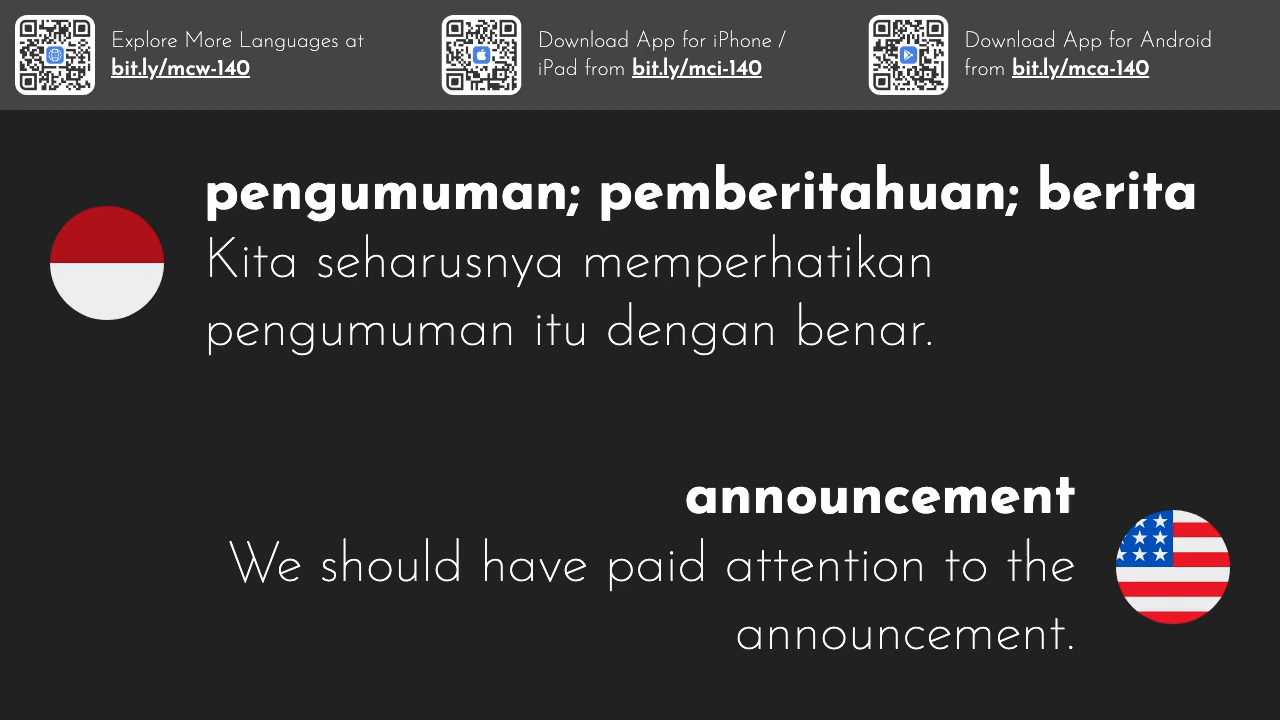 Explore More Languages at
bit.ly/mcw-140
Download App for iPhone /
iPad from bit.ly/mci-140
Download App for Android
from bit.ly/mca-140
pengumuman; pemberitahuan; berita
Kita seharusnya memperhatikan
pengumuman itu dengan benar.
announcement
We should have paid attention to the
announcement.